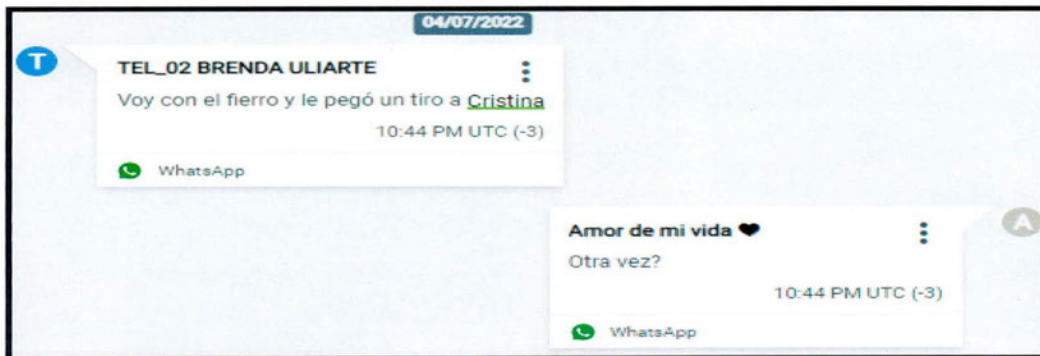 04/07/2022
T
TEL_02 BRENDA ULIARTE
Voy con el fierro y le pegó un tiro a Cristina
10:44 PM UTC (-3)
WhatsApp
Amor de mi vida ❤
A
Otra vez?
10:44 PM UTC (-3)
WhatsApp